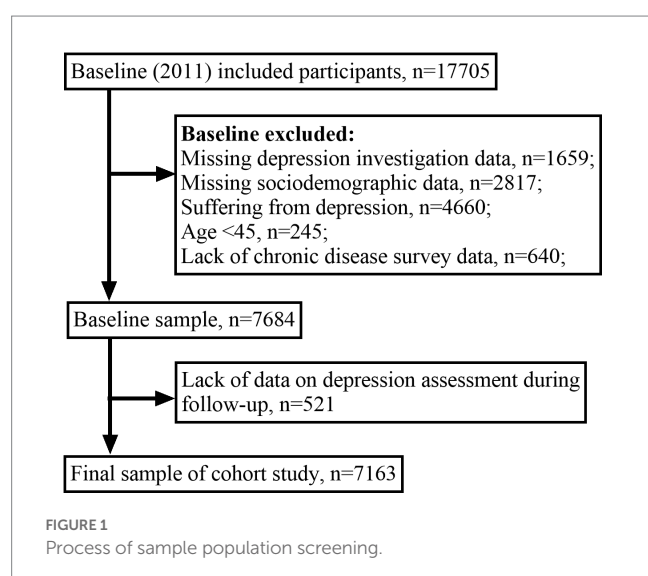 Baseline (2011) included participants, n=17705
Baseline excluded:
Missing depression investigation data, n=1659;
Missing sociodemographic data, n=2817;
Suffering from depression, n=4660;
Age <45, n=245;
Lack of chronic disease survey data, n=640;
Baseline sample, n=7684
Lack of data on depression assessment during
follow-up, n=521
Final sample of cohort study, n=7163
FIGURE 1
Process of sample population screening.